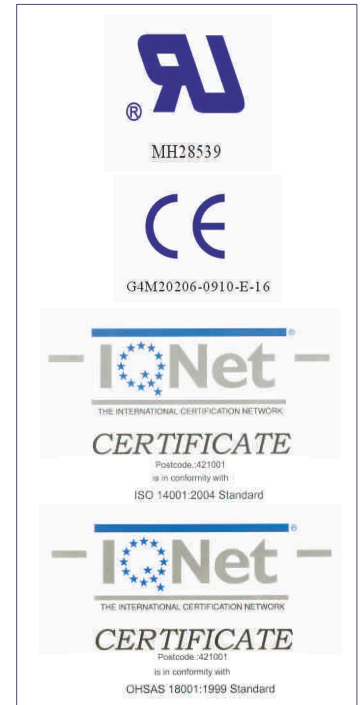 ®
MH28539
CE
G4M20206-0910-E-16
®
IQNet
THE INTERNATIONAL CERTIFICATION NETWORK
CERTIFICATE
Postcode.:421001
is in conformity with
ISO 14001:2004 Standard
®
IQNet
THE INTERNATIONAL CERTIFICATION NETWORK
CERTIFICATE
Postcode.:421001
is in conformity with
OHSAS 18001:1999 Standard